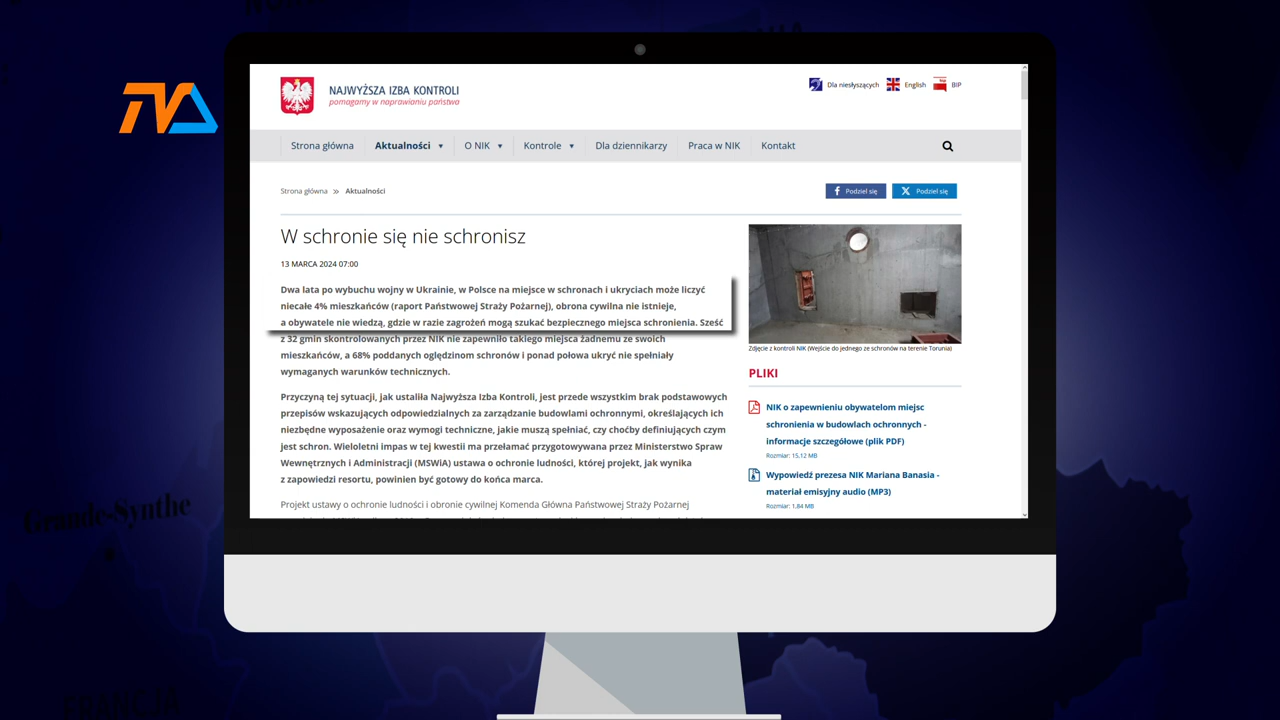 TVA
NAJWYŻSZA IZBA KONTROLI
pomagamy w naprawianiu państwa
Dla niesłyszących
English
BIP
Strona główna
Aktualności
O NIK
Kontrole
Dla dziennikarzy
Praca w NIK
Kontakt
Strona główna » Aktualności
Podziel się
Podziel się
W schronie się nie schronisz
13 MARCA 2024 07:00
Dwa lata po wybuchu wojny w Ukrainie, w Polsce na miejsce w schronach i ukryciach może liczyć
niecałe 4% mieszkańców (raport Państwowej Straży Pożarnej), obrona cywilna nie istnieje,
a obywatele nie wiedzą, gdzie w razie zagrożeń mogą szukać bezpiecznego miejsca schronienia. Sześć
z 32 gmin skontrolowanych przez NIK nie zapewniło takiego miejsca żadnemu ze swoich
mieszkańców, a 68% poddanych oględzinom schronów i ponad połowa ukryć nie spełniały
wymaganych warunków technicznych.
Przyczyną tej sytuacji, jak ustaliła Najwyższa Izba Kontroli, jest przede wszystkim brak podstawowych
przepisów wskazujących odpowiedzialnych za zarządzanie budowlami ochronnymi, określających ich
niezbędne wyposażenie oraz wymogi techniczne, jakie muszą spełniać, czy choćby definiujących czym
jest schron. Wieloletni impas w tej kwestii ma przełamać przygotowywana przez Ministerstwo Spraw
Wewnętrznych i Administracji (MSWiA) ustawa o ochronie ludności, której projekt, jak wynika
z zapowiedzi resortu, powinien być gotowy do końca marca.
Projekt ustawy o ochronie ludności i obronie cywilnej Komenda Główna Państwowej Straży Pożarnej
Zdjęcie z kontroli NIK (Wejście do jednego ze schronów na terenie Torunia)
PLIKI
NIK o zapewnieniu obywatelom miejsc
schronienia w budowlach ochronnych -
informacje szczegółowe (plik PDF)
Rozmiar: 15,12 MB
Wypowiedź prezesa NIK Mariana Banasia -
materiał emisyjny audio (MP3)
Rozmiar: 1,84 MB
Grande-Synthe
FRANCJA